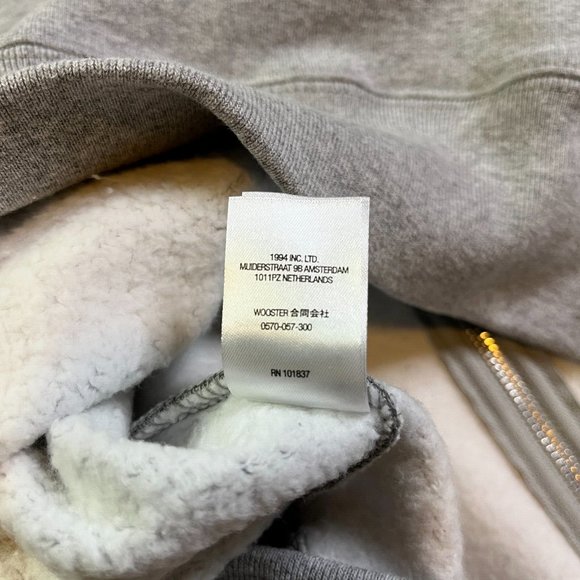 1994 INC. LTD.
MUIDERSTRAAT 9B AMSTERDAM
1011PZ NETHERLANDS
WOOSTER 合同会社
0570-057-300
RN 101837